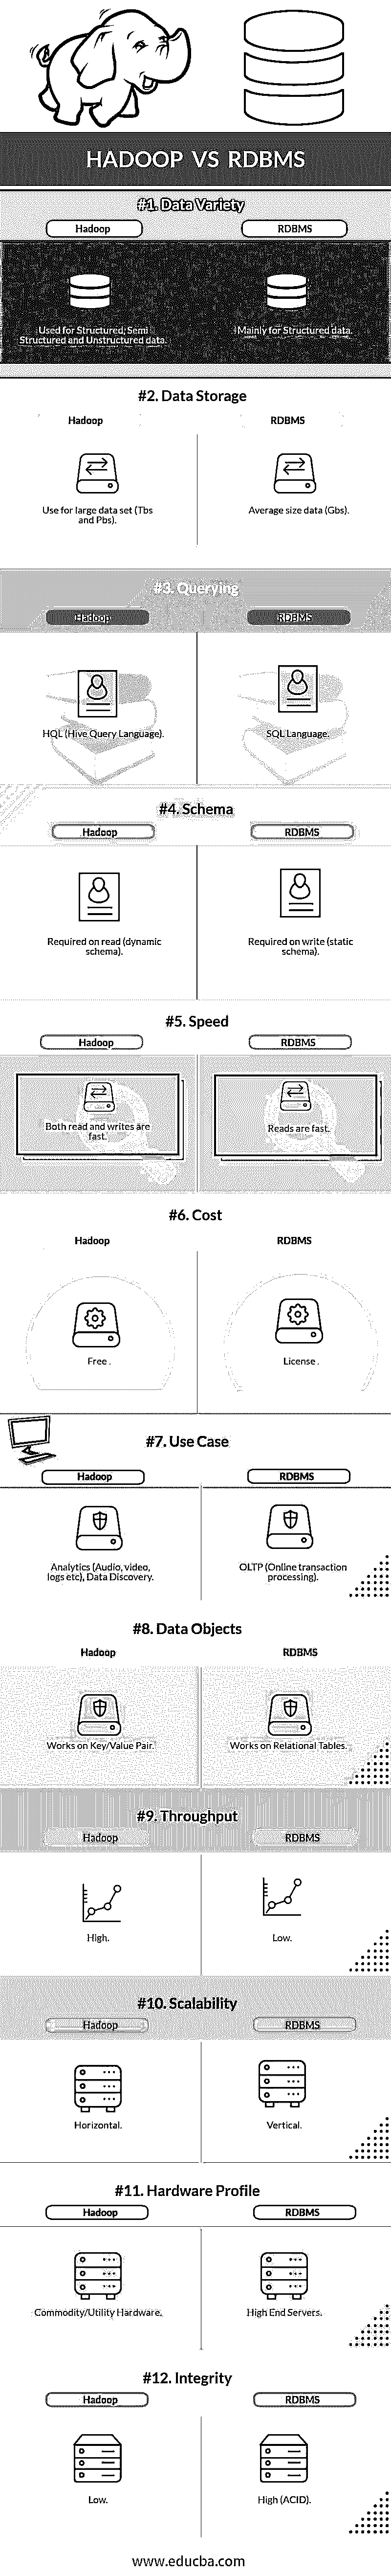 HADOOP VS RDBMS
#1. Data Variety
Hadoop
RDBMS
Used for Structured, Semi
Structured and Unstructured data.
Mainly for Structured data.
#2. Data Storage
Hadoop
RDBMS
Use for large data set (Tbs
and Pbs).
Average size data (Gbs).
#3. Querying
Hadoop
RDBMS
HQL (Hive Query Language).
SQL Language.
#4. Schema
Hadoop
RDBMS
Required on read (dynamic
schema).
Required on write (static
schema).
#5. Speed
Hadoop
RDBMS
Both read and writes are
fast.
Reads are fast.
#6. Cost
Hadoop
RDBMS
Free .
License .
#7. Use Case
Hadoop
RDBMS
Analytics (Audio, video,
logs etc), Data Discovery.
OLTP (Online transaction
processing).
#8. Data Objects
Hadoop
RDBMS
Works on Key/Value Pair.
Works on Relational Tables.
#9. Throughput
Hadoop
RDBMS
High.
Low.
#10. Scalability
Hadoop
RDBMS
Horizontal.
Vertical.
#11. Hardware Profile
Hadoop
RDBMS
Commodity/Utility Hardware.
High End Servers.
#12. Integrity
Hadoop
RDBMS
Low.
High (ACID).
www.educba.com